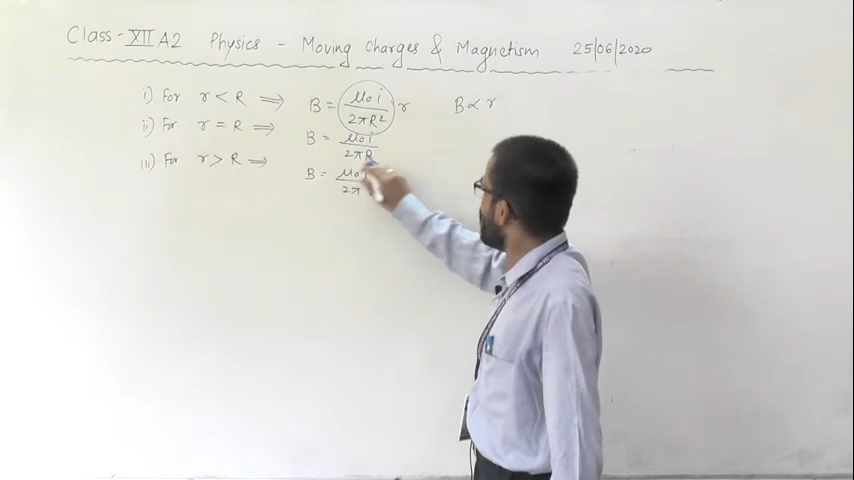 Class-XII A2 Physics - Moving Charges & Magnetism 25/06/2020
i) For r < R ⟹ B = μ₀i/2πR² · r B ∝ r
ii) For r = R ⟹ B = μ₀i/2πR
iii) For r > R ⟹ B = μ₀ /2π